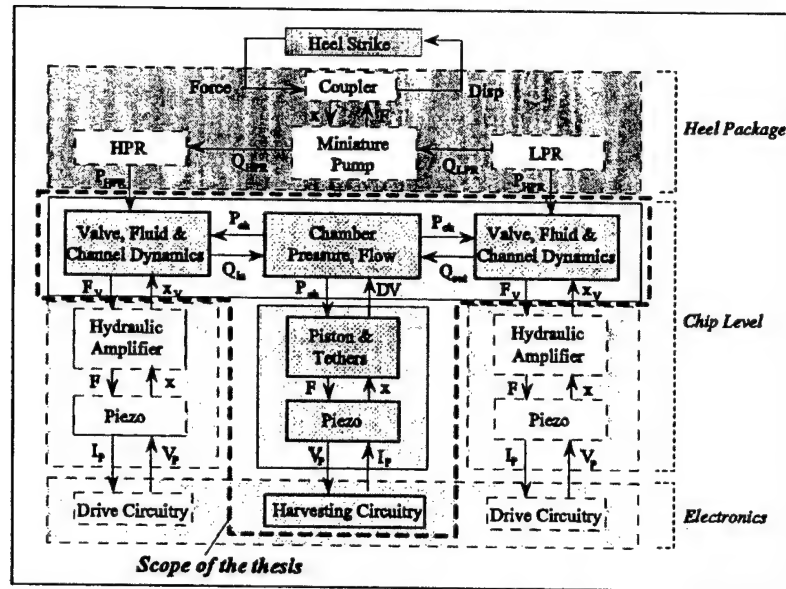 Heel Strike
Force
Coupler
Disp
x
F
Heel Package
HPR
Miniature
Pump
LPR
Q_HPR
Q_LPR
P_HPR
P_HPR
Valve, Fluid &
Channel Dynamics
P_ch
Chamber
Pressure, Flow
P_ch
Valve, Fluid &
Channel Dynamics
Q_in
Q_out
F_V
x_V
P_ch
DV
F_V
x_V
Chip Level
Hydraulic
Amplifier
Piston &
Tethers
Hydraulic
Amplifier
F
x
F
x
F
x
Piezo
Piezo
Piezo
I_P
V_P
V_P
I_P
I_P
V_P
Drive Circuitry
Harvesting Circuitry
Drive Circuitry
Electronics
Scope of the thesis